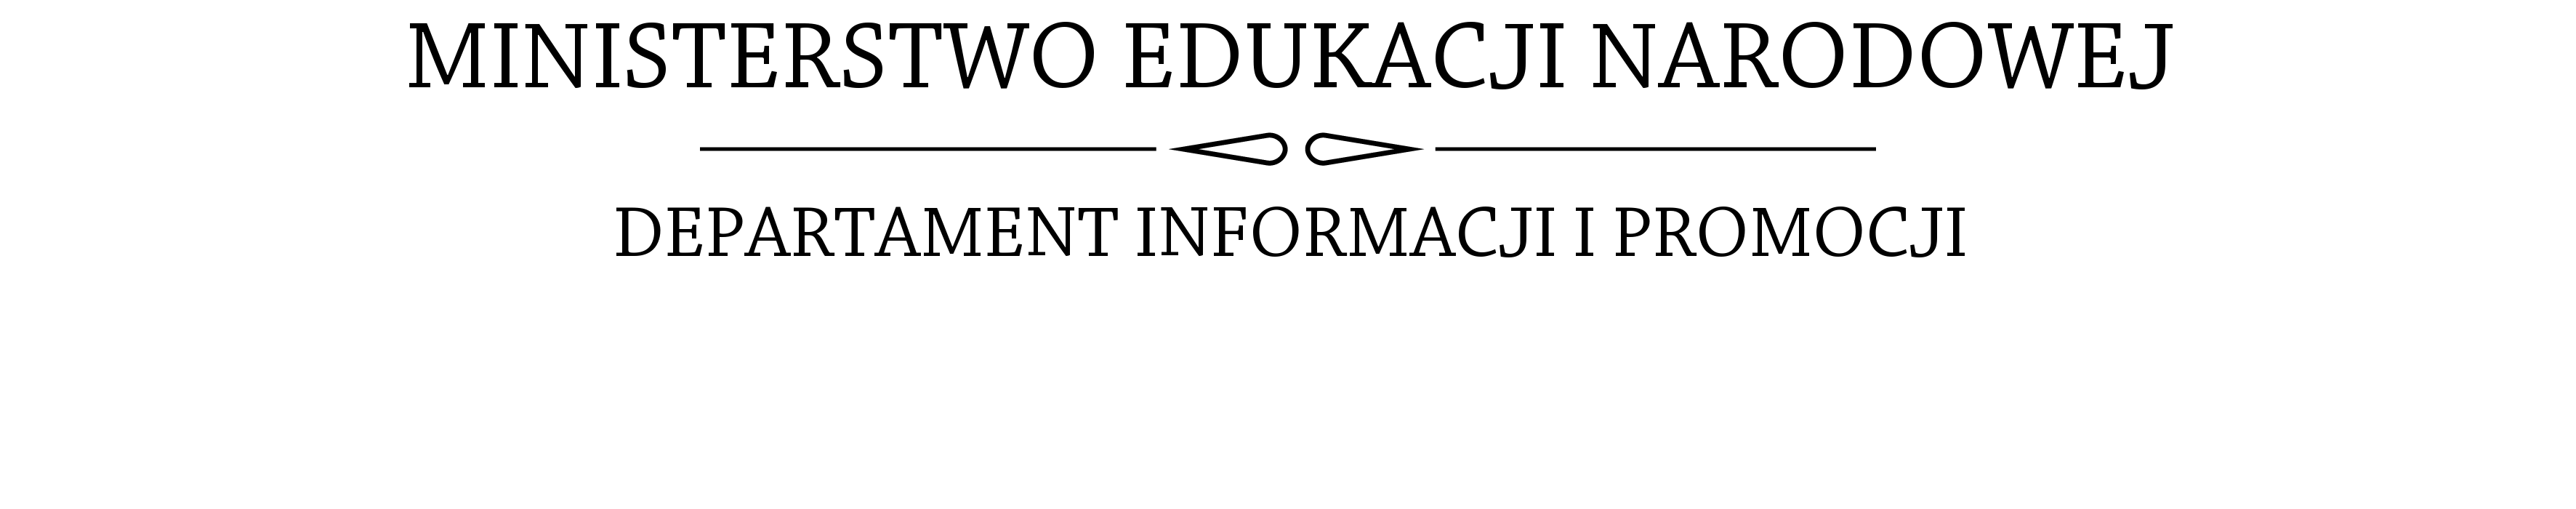 MINISTERSTWO EDUKACJI NARODOWEJ
DEPARTAMENT INFORMACJI I PROMOCJI